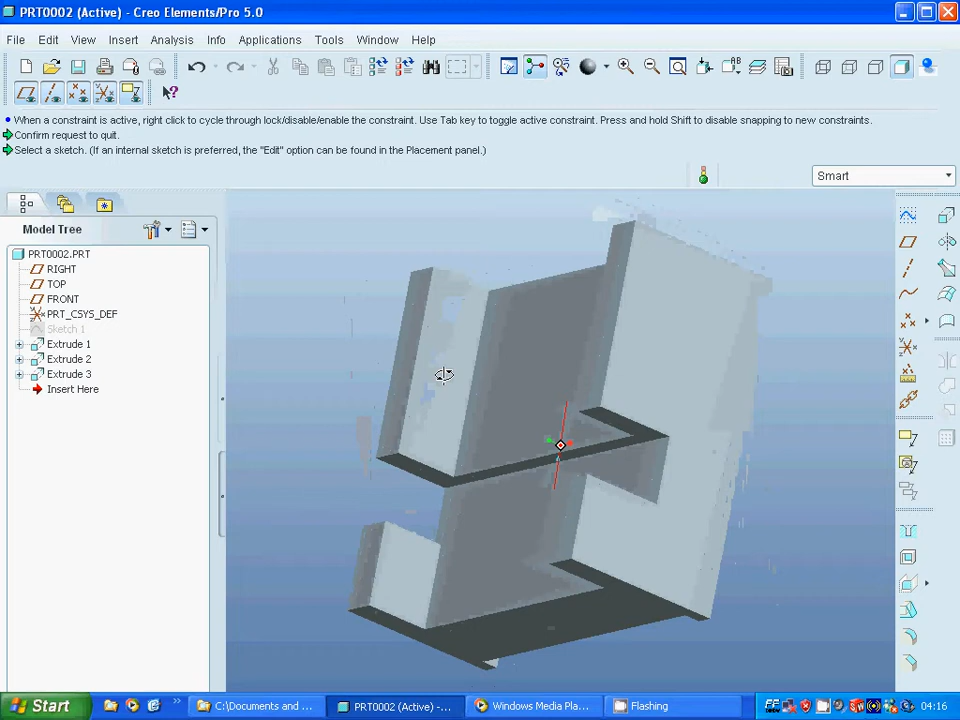 PRT0002 (Active) - Creo Elements/Pro 5.0
File Edit View Insert Analysis Info Applications Tools Window Help
When a constraint is active, right click to cycle through lock/disable/enable the constraint. Use Tab key to toggle active constraint. Press and hold Shift to disable snapping to new constraints.
Confirm request to quit.
Select a sketch. (If an internal sketch is preferred, the "Edit" option can be found in the Placement panel.)
Smart
Model Tree
PRT0002.PRT
RIGHT
TOP
FRONT
PRT_CSYS_DEF
Sketch 1
Extrude 1
Extrude 2
Extrude 3
Insert Here
Start C:\Documents and ... PRT0002 (Active) -... Windows Media Pla... Flashing 04:16